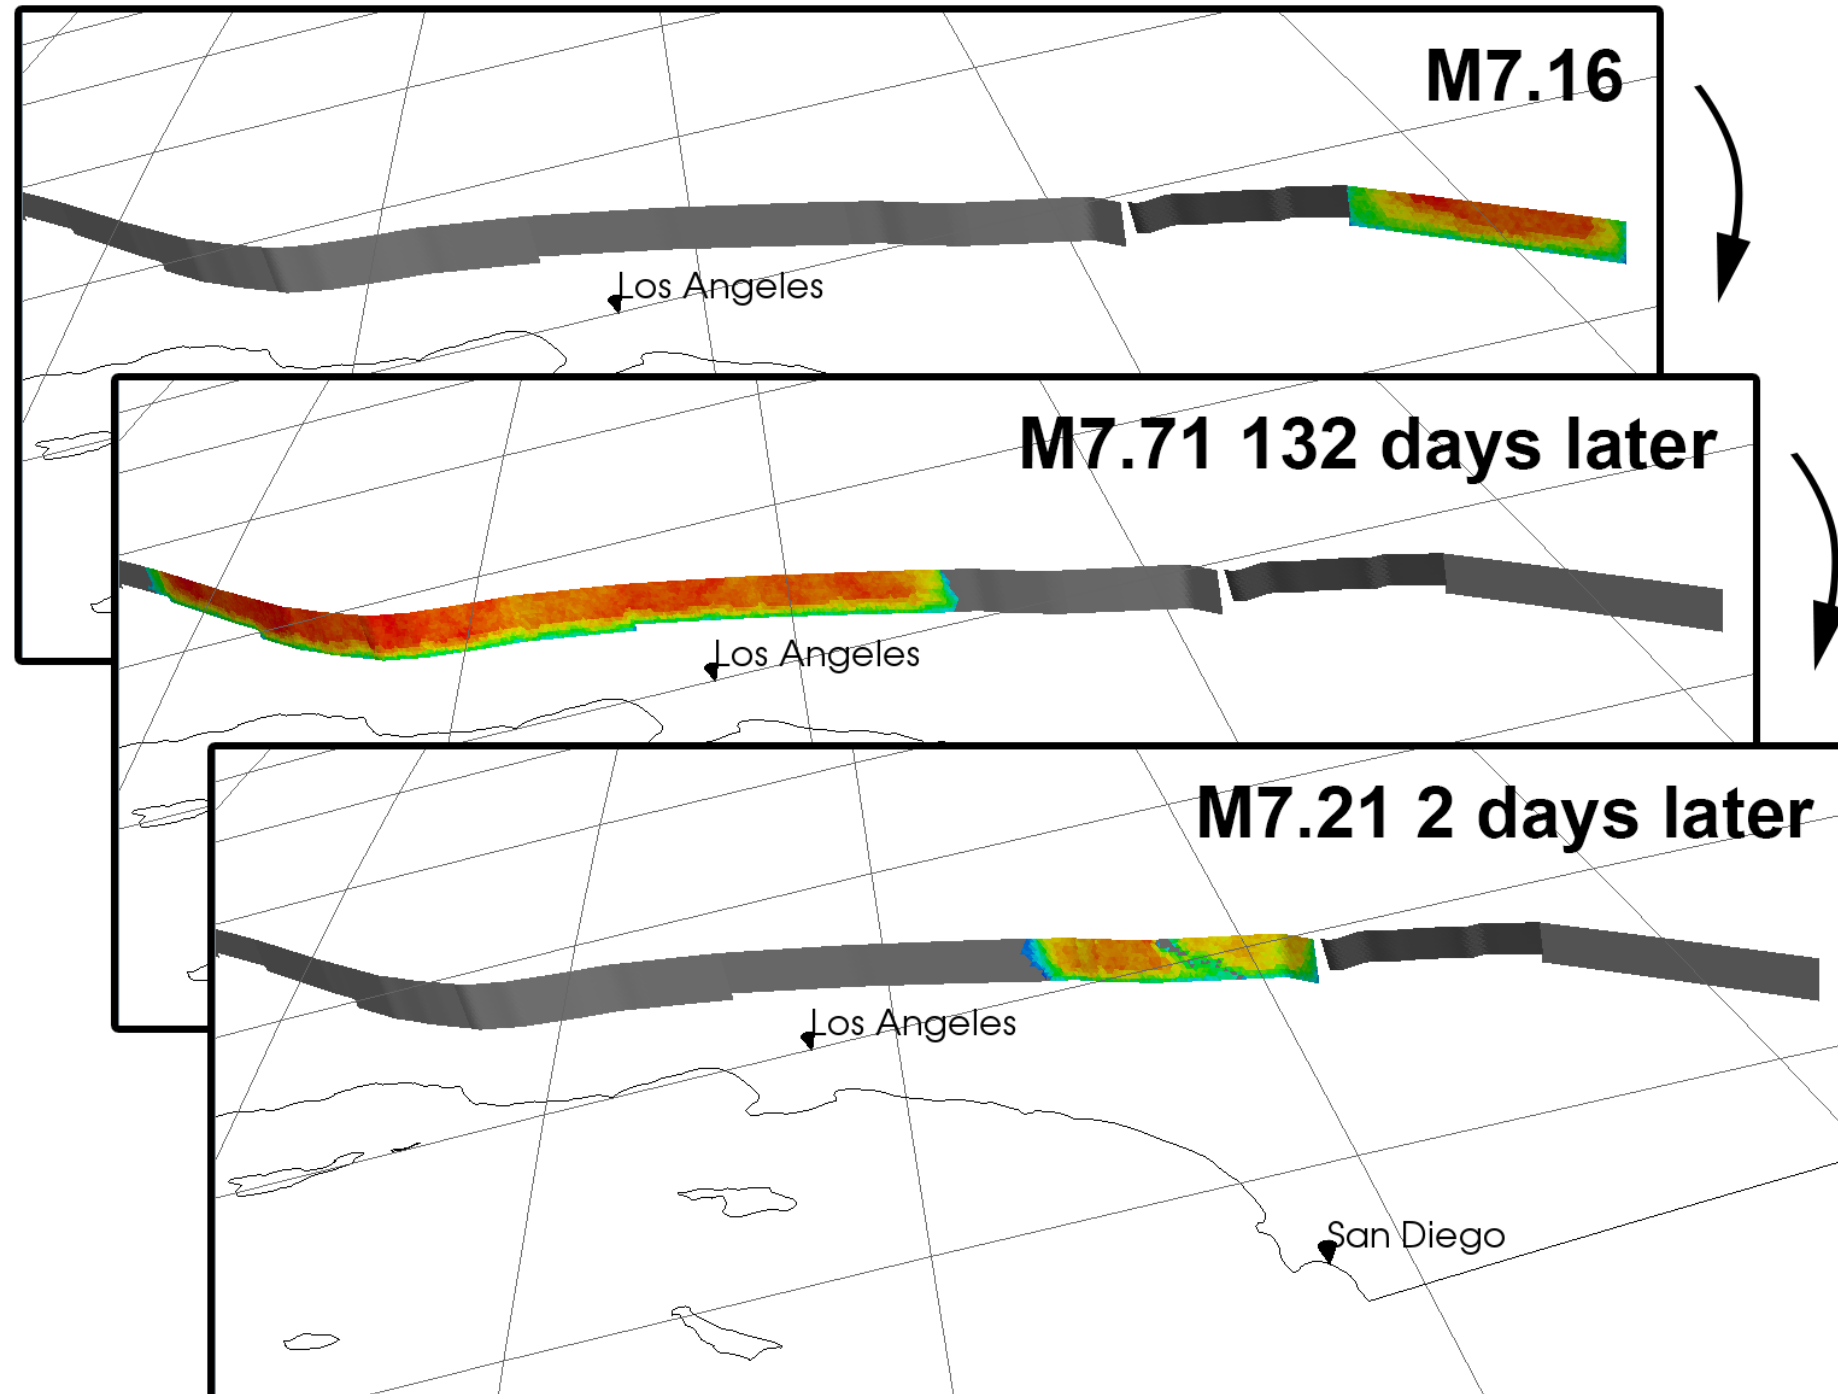 M7.16
Los Angeles
M7.71 132 days later
Los Angeles
M7.21 2 days later
Los Angeles
San Diego